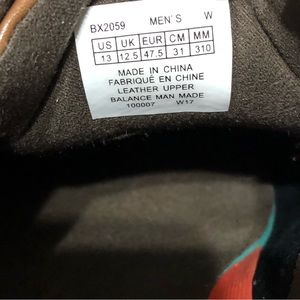 BX2059 MEN'S W
US UK EUR CM MM
13 12.5 47.5 31 310
MADE IN CHINA
FABRIQUÉ EN CHINE
LEATHER UPPER
BALANCE MAN MADE
100007 W17